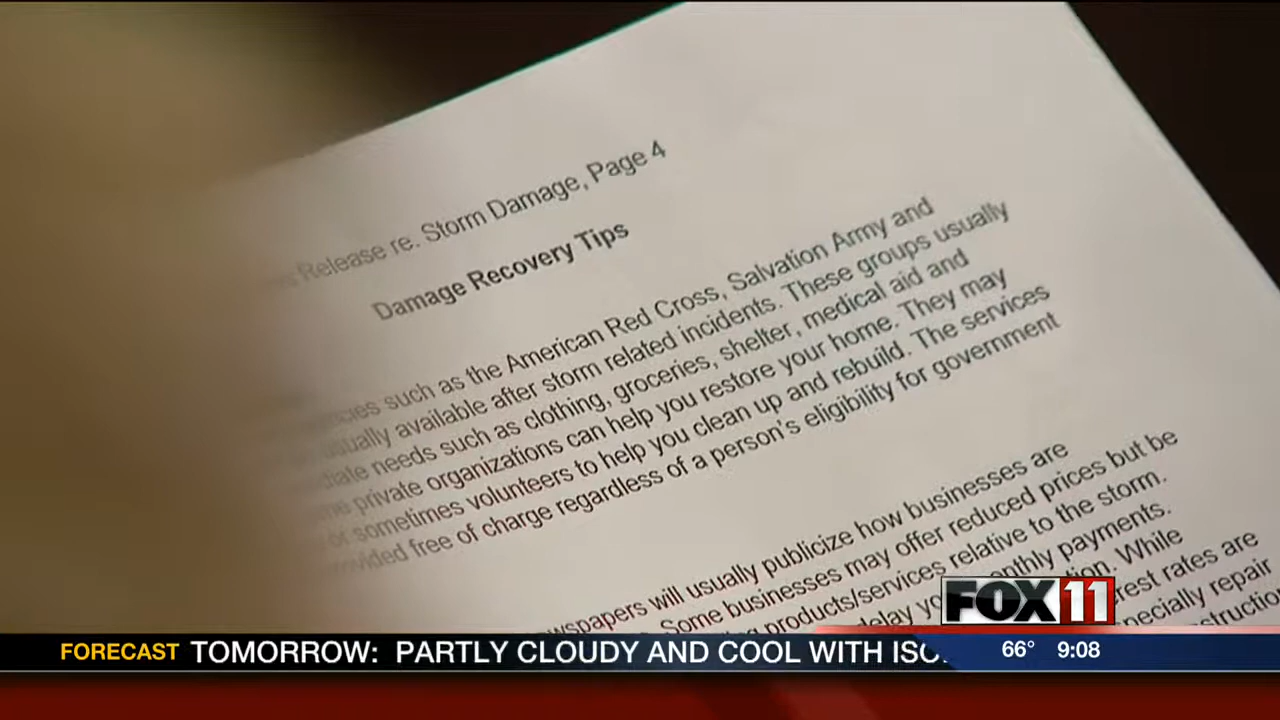 Release re. Storm Damage, Page 4
Damage Recovery Tips
such as the American Red Cross, Salvation Army and
usually available after storm related incidents. These groups usually
needs such as clothing, groceries, shelter, medical aid and
private organizations can help you restore your home. They may
or sometimes volunteers to help you clean up and rebuild. The services
free of charge regardless of a person's eligibility for government
will usually publicize how businesses are
Some businesses may offer reduced prices but be
products/services relative to the storm.
delay payments.
While
rates are
repair
FOX 11
FORECAST TOMORROW: PARTLY CLOUDY AND COOL WITH 66° 9:08